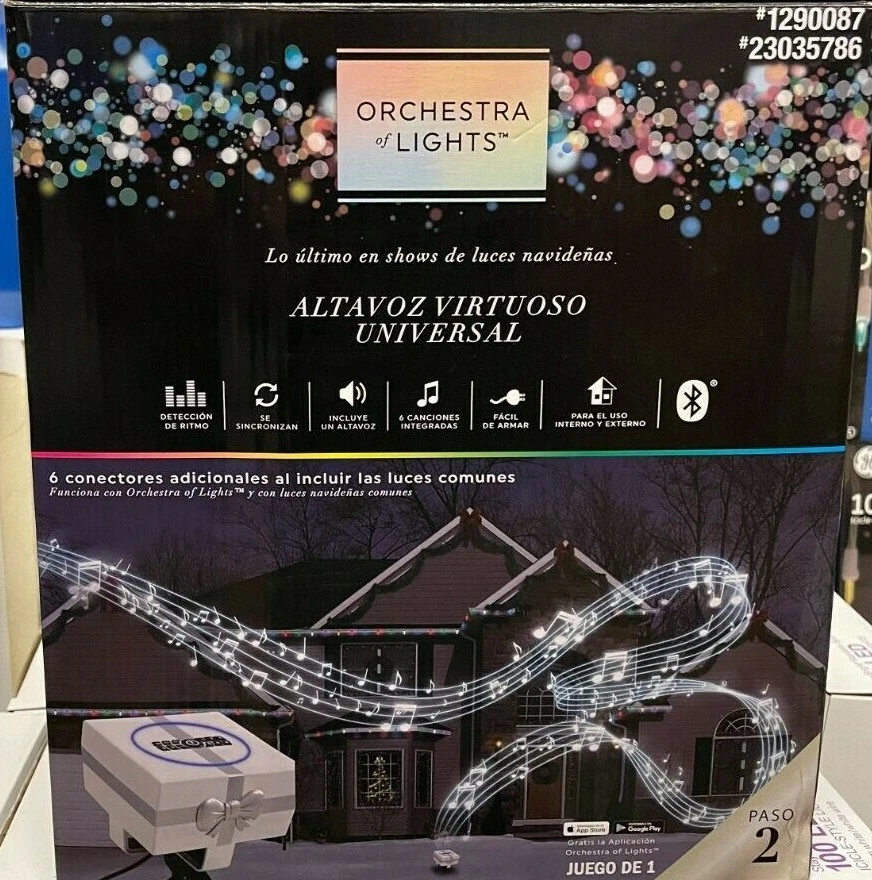 #1290087
#23035786
ORCHESTRA
of LIGHTS™
Lo último en shows de luces navideñas
ALTAVOZ VIRTUOSO
UNIVERSAL
DETECCIÓN
DE RITMO
SE
SINCRONIZAN
INCLUYE
UN ALTAVOZ
6 CANCIONES
INTEGRADAS
FÁCIL
DE ARMAR
PARA EL USO
INTERNO Y EXTERNO
®
6 conectores adicionales al incluir las luces comunes
Funciona con Orchestra of Lights™ y con luces navideñas comunes
App Store
Google Play
Gratis la Aplicación
Orchestra of Lights™
JUEGO DE 1
PASO
2
10
100